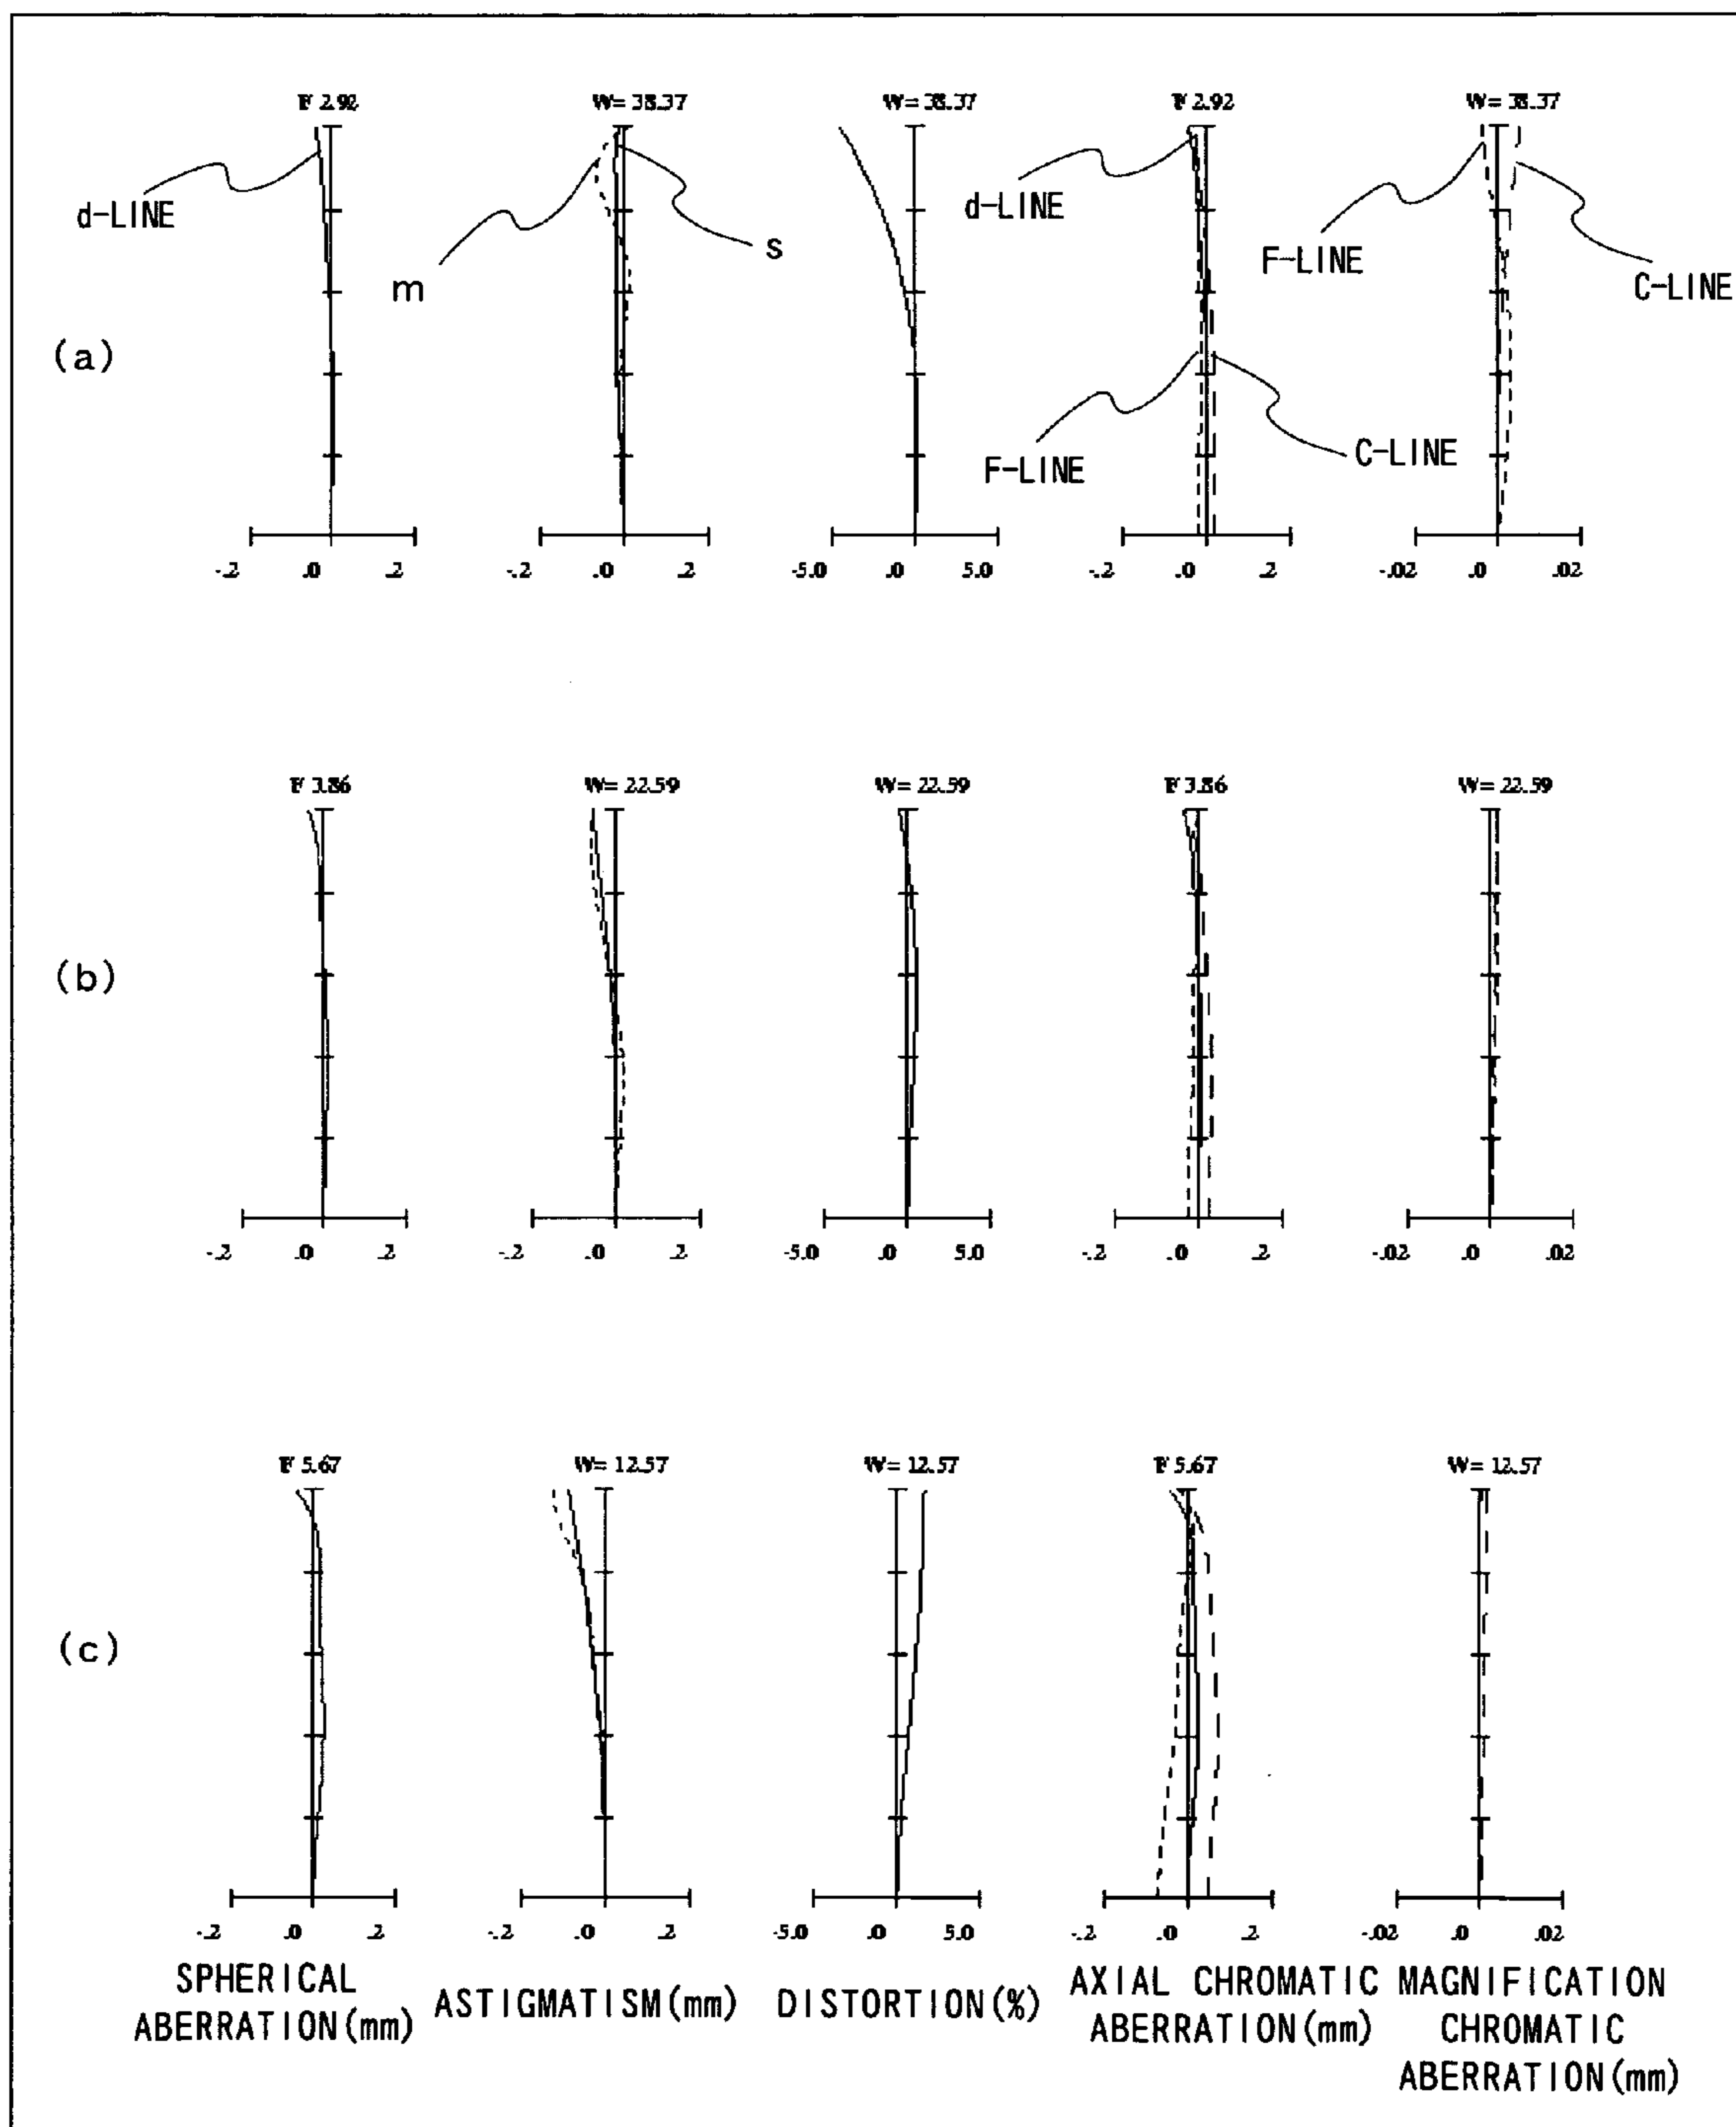 F 2.92 W= 38.37 W= 38.37 F 2.92 W= 38.37
d-LINE m s d-LINE F-LINE C-LINE
(a)
F-LINE C-LINE
-.2 .0 .2 -.2 .0 .2 -5.0 .0 5.0 -.2 .0 .2 -.02 .0 .02
F 3.86 W= 22.59 W= 22.59 F 3.86 W= 22.59
(b)
-.2 .0 .2 -.2 .0 .2 -5.0 .0 5.0 -.2 .0 .2 -.02 .0 .02
F 5.67 W= 12.57 W= 12.57 F 5.67 W= 12.57
(c)
-.2 .0 .2 -.2 .0 .2 -5.0 .0 5.0 -.2 .0 .2 -.02 .0 .02
SPHERICAL
ABERRATION(mm)
ASTIGMATISM(mm)
DISTORTION(%)
AXIAL CHROMATIC
ABERRATION(mm)
MAGNIFICATION
CHROMATIC
ABERRATION(mm)